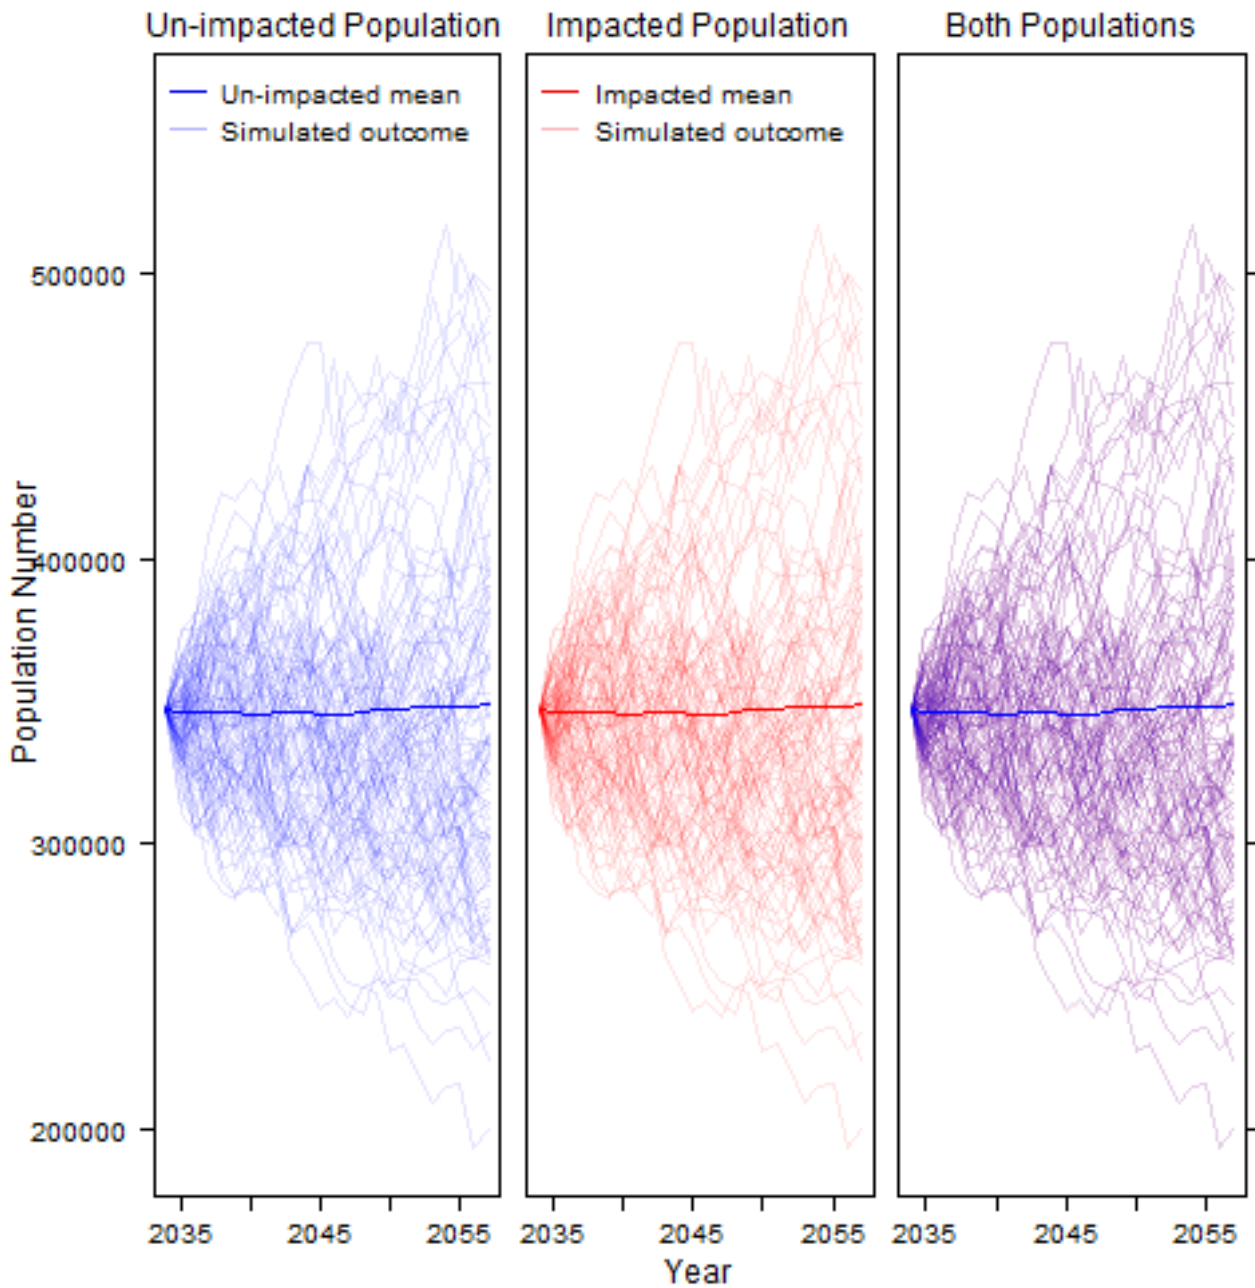 Un-impacted Population
Impacted Population
Both Populations
Un-impacted mean
Simulated outcome
Impacted mean
Simulated outcome
Population Number
500000
400000
300000
200000
2035 2045 2055
2035 2045 2055
2035 2045 2055
Year